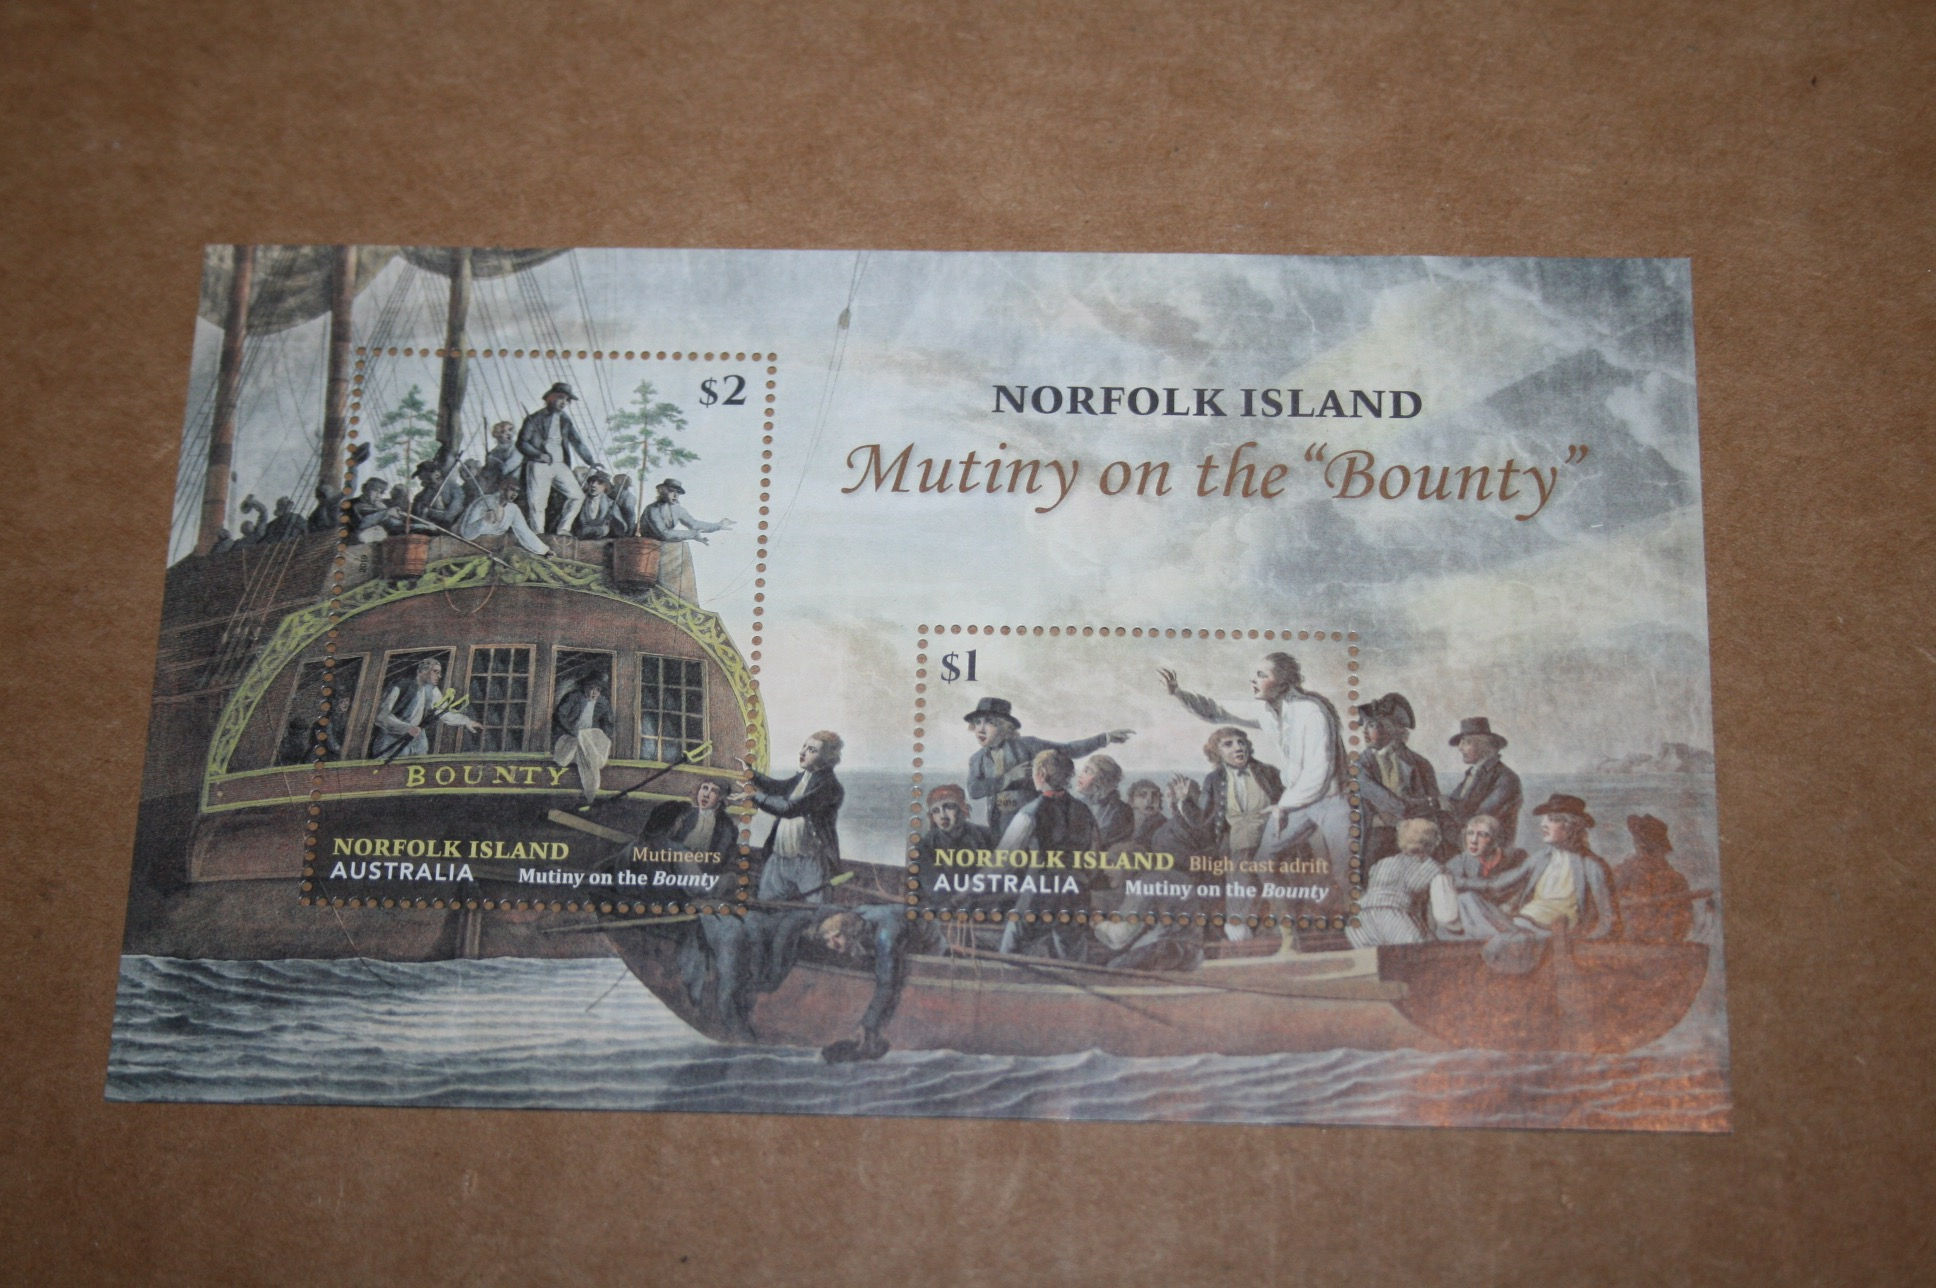 $2
NORFOLK ISLAND
Mutiny on the “Bounty”
BOUNTY
NORFOLK ISLAND
AUSTRALIA
Mutineers
Mutiny on the Bounty
$1
2019
NORFOLK ISLAND
AUSTRALIA
Bligh cast adrift
Mutiny on the Bounty